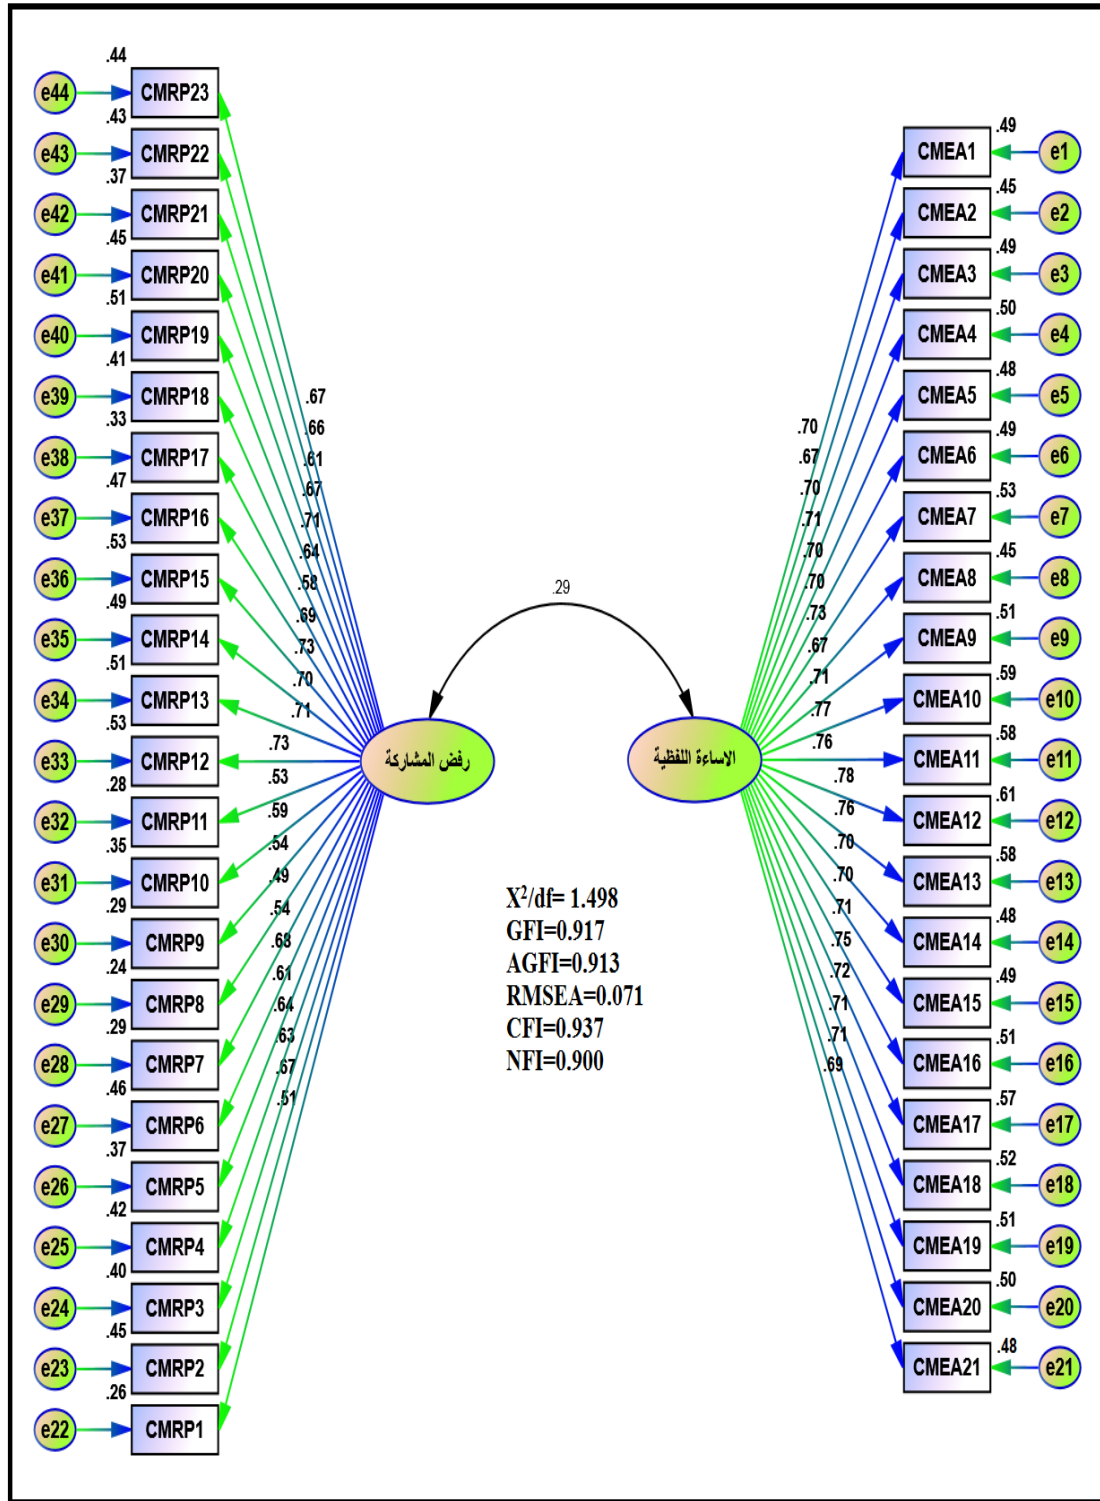 .44
e44 CMRP23
.43
e43 CMRP22
.37
e42 CMRP21
.45
e41 CMRP20
.51
e40 CMRP19
.41
e39 CMRP18
.33
e38 CMRP17
.47
e37 CMRP16
.53
e36 CMRP15
.49
e35 CMRP14
.51
e34 CMRP13
.53
e33 CMRP12
.28
e32 CMRP11
.35
e31 CMRP10
.29
e30 CMRP9
.24
e29 CMRP8
.29
e28 CMRP7
.46
e27 CMRP6
.37
e26 CMRP5
.42
e25 CMRP4
.40
e24 CMRP3
.45
e23 CMRP2
.26
e22 CMRP1
.67
.66
.61
.67
.71
.64
.58
.69
.73
.70
.71
.73
.53
.59
.54
.49
.54
.68
.61
.64
.63
.67
.51
رفض المشاركة
.29
الاساءة اللفظية
X²/df= 1.498
GFI=0.917
AGFI=0.913
RMSEA=0.071
CFI=0.937
NFI=0.900
.70
.67
.70
.71
.70
.70
.73
.67
.71
.77
.76
.78
.76
.70
.70
.71
.75
.72
.71
.71
.69
CMEA1 .49 e1
CMEA2 .45 e2
CMEA3 .49 e3
CMEA4 .50 e4
CMEA5 .48 e5
CMEA6 .49 e6
CMEA7 .53 e7
CMEA8 .45 e8
CMEA9 .51 e9
CMEA10 .59 e10
CMEA11 .58 e11
CMEA12 .61 e12
CMEA13 .58 e13
CMEA14 .48 e14
CMEA15 .49 e15
CMEA16 .51 e16
CMEA17 .57 e17
CMEA18 .52 e18
CMEA19 .51 e19
CMEA20 .50 e20
CMEA21 .48 e21